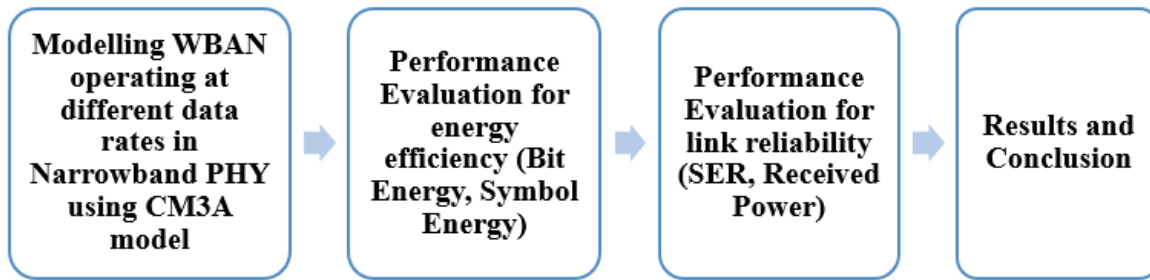 Modelling WBAN
operating at
different data
rates in
Narrowband PHY
using CM3A
model
Performance
Evaluation for
energy
efficiency (Bit
Energy, Symbol
Energy)
Performance
Evaluation for
link reliability
(SER, Received
Power)
Results and
Conclusion